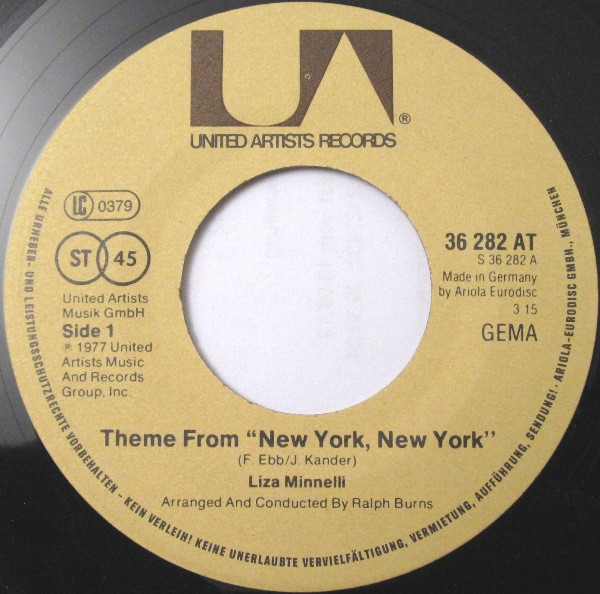 UA®
UNITED ARTISTS RECORDS
LC 0379
ST 45
United Artists
Musik GmbH
Side 1
℗ 1977 United
Artists Music
And Records
Group, Inc.
36 282 AT
S 36 282 A
Made in Germany
by Ariola Eurodisc
3 15
GEMA
Theme From “New York, New York”
(F. Ebb/J. Kander)
Liza Minnelli
Arranged And Conducted By Ralph Burns
ALLE URHEBER- UND LEISTUNGSSCHUTZRECHTE VORBEHALTEN - KEIN VERLEIH! KEINE UNERLAUBTE VERVIELFÄLTIGUNG, VERMIETUNG, AUFFÜHRUNG, SENDUNG! · ARIOLA-EURODISC GMBH., MÜNCHEN